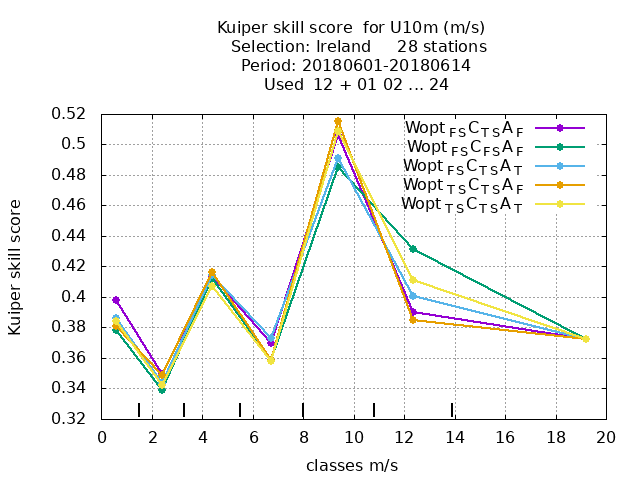 Kuiper skill score  for U10m (m/s)
Selection: Ireland     28 stations
Period: 20180601-20180614
Used  12 + 01 02 ... 24
Kuiper skill score
0.52
0.5
0.48
0.46
0.44
0.42
0.4
0.38
0.36
0.34
0.32
Wopt FS C TS A F
Wopt FS C FS A F
Wopt FS C TS A T
Wopt TS C TS A F
Wopt TS C TS A T
0 2 4 6 8 10 12 14 16 18 20
classes m/s